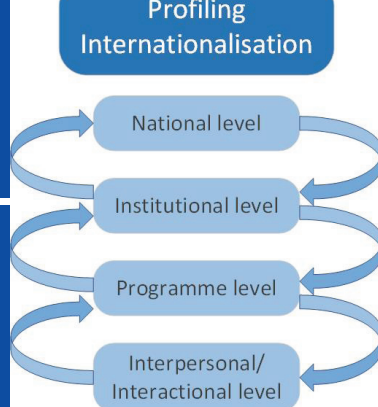 Profiling
Internationalisation
National level
Institutional level
Programme level
Interpersonal/
Interactional level